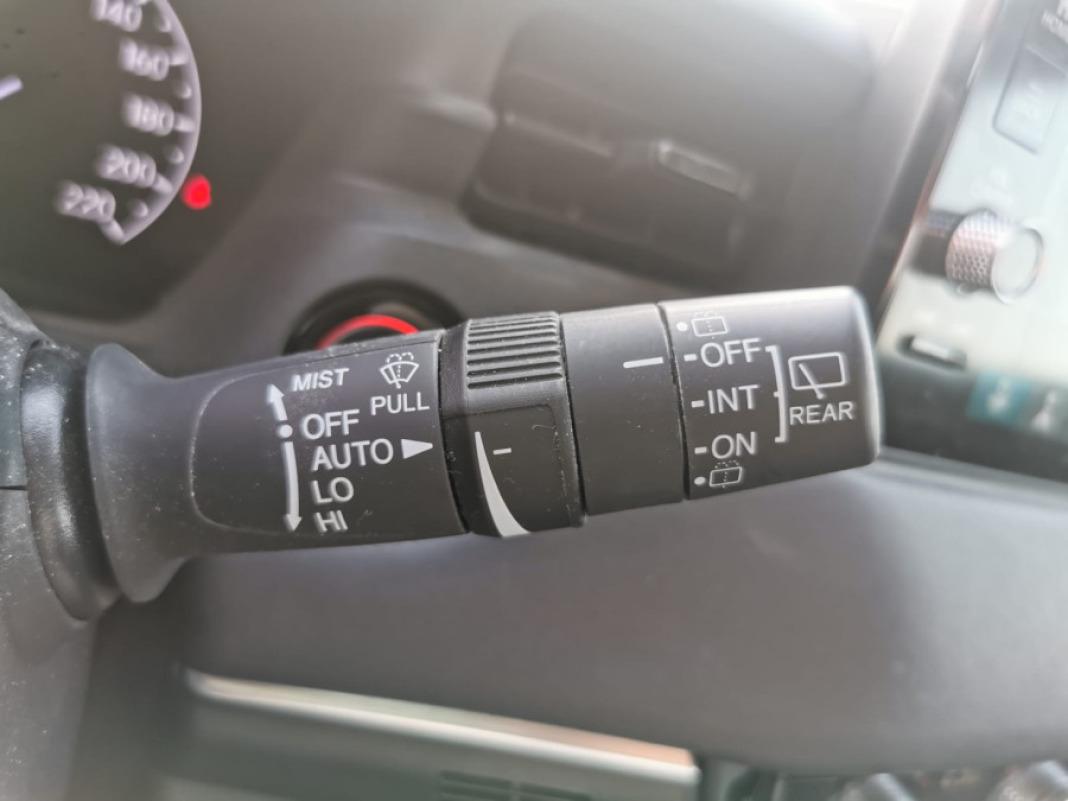 140
160
180
200
220
MIST
PULL
OFF
AUTO
LO
HI
OFF
INT
ON
REAR